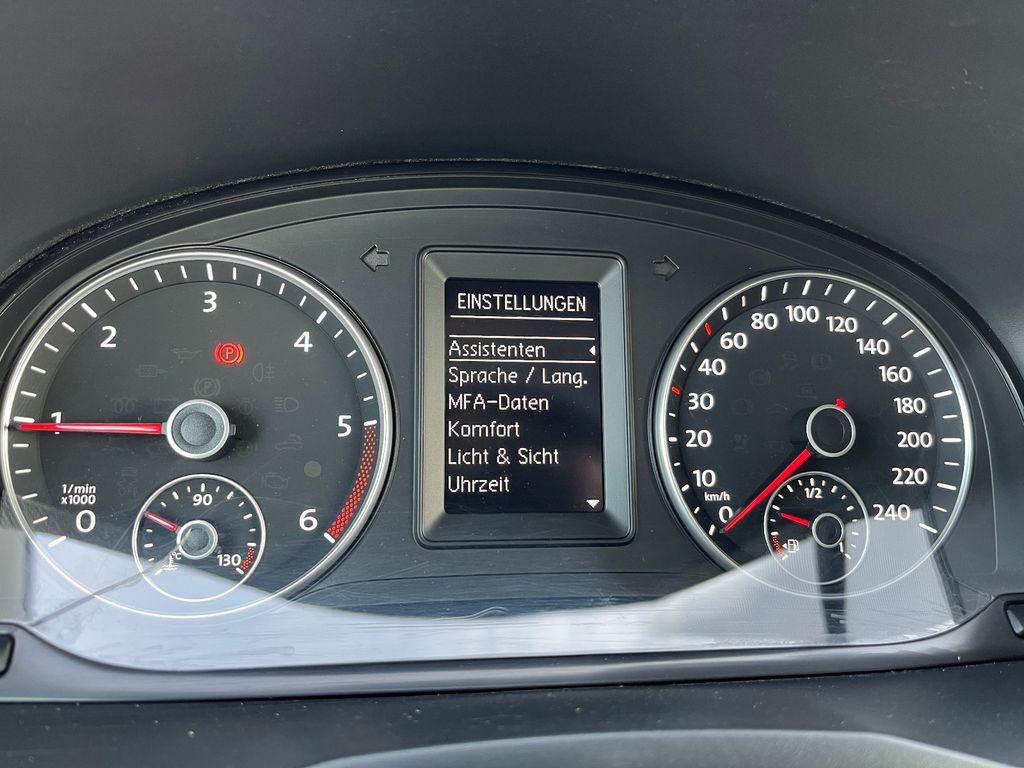 0
1
2
3
4
5
6
1/min
x1000
P
90
130
°C
EINSTELLUNGEN
Assistenten
Sprache / Lang.
MFA-Daten
Komfort
Licht & Sicht
Uhrzeit
0
10
20
30
40
60
80
100
120
140
160
180
200
220
240
km/h
1/2
1